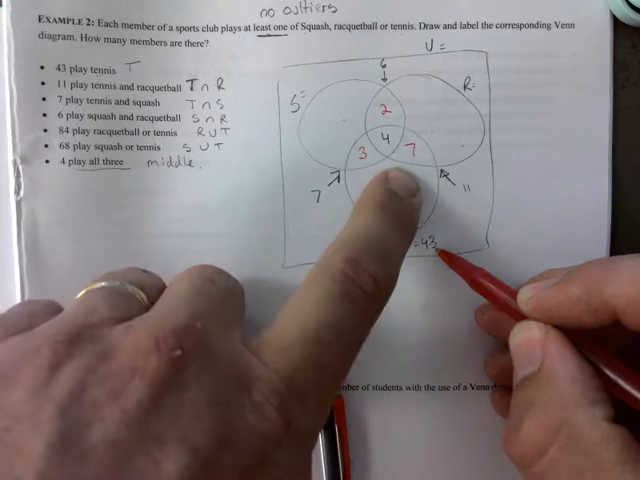 no outliers
EXAMPLE 2: Each member of a sports club plays at least one of Squash, racquetball or tennis. Draw and label the corresponding Venn
diagram. How many members are there?
U =
• 43 play tennis T
• 11 play tennis and racquetball T ∩ R
• 7 play tennis and squash T ∩ S
• 6 play squash and racquetball S ∩ R
• 84 play racquetball or tennis R ∪ T
• 68 play squash or tennis S ∪ T
• 4 play all three middle.
6
S=
R=
2
4
3
7
7
11
=43
of students with the use of a Venn